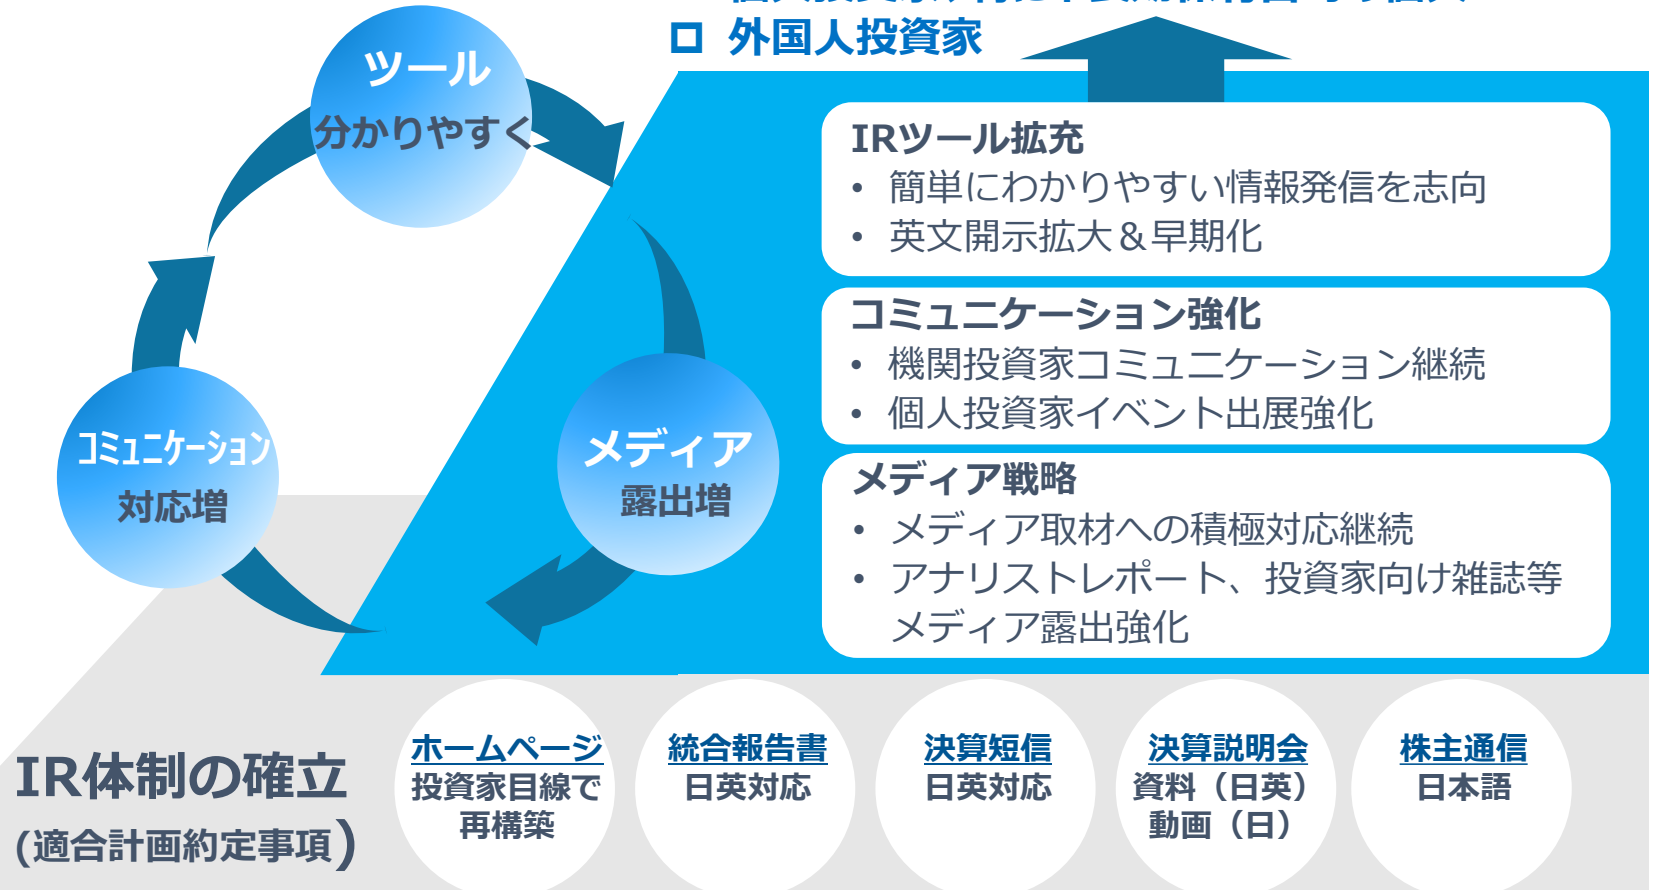 外国人投資家
ツール
分かりやすく
コミュニケーション
対応増
メディア
露出増
IRツール拡充
• 簡単にわかりやすい情報発信を志向
• 英文開示拡大＆早期化
コミュニケーション強化
• 機関投資家コミュニケーション継続
• 個人投資家イベント出展強化
メディア戦略
• メディア取材への積極対応継続
• アナリストレポート、投資家向け雑誌等
メディア露出強化
IR体制の確立
(適合計画約定事項)
ホームページ
投資家目線で
再構築
統合報告書
日英対応
決算短信
日英対応
決算説明会
資料（日英）
動画（日）
株主通信
日本語